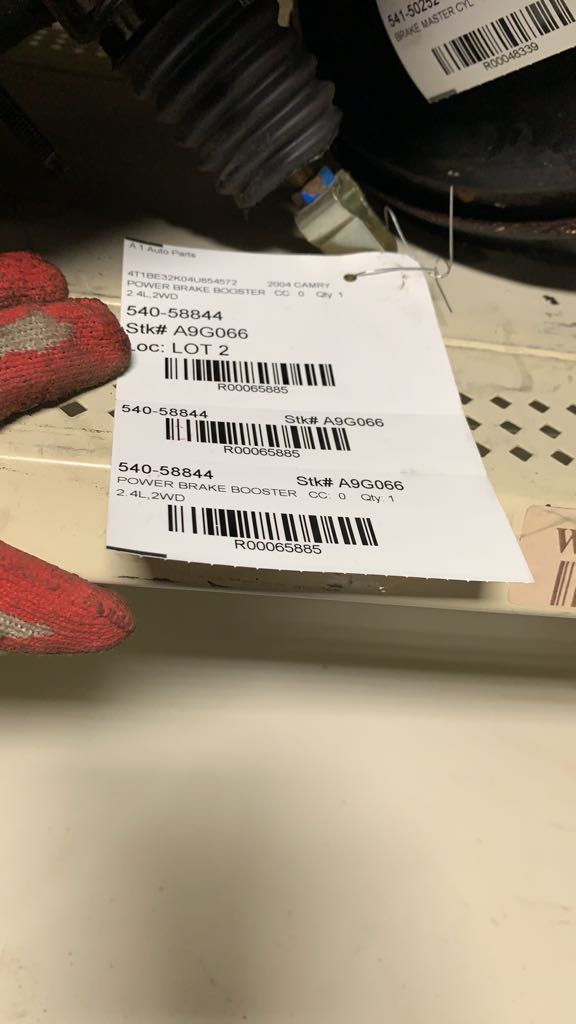 541-50252
BRAKE MASTER CYL
R00048339
A 1 Auto Parts
4T1BE32K04U854572 2004 CAMRY
POWER BRAKE BOOSTER CC: 0 Qty 1
2.4L,2WD
540-58844
Stk# A9G066
Loc: LOT 2
R00065885
540-58844 Stk# A9G066
R00065885
540-58844 Stk# A9G066
POWER BRAKE BOOSTER CC: 0 Qty: 1
2.4L,2WD
R00065885
W